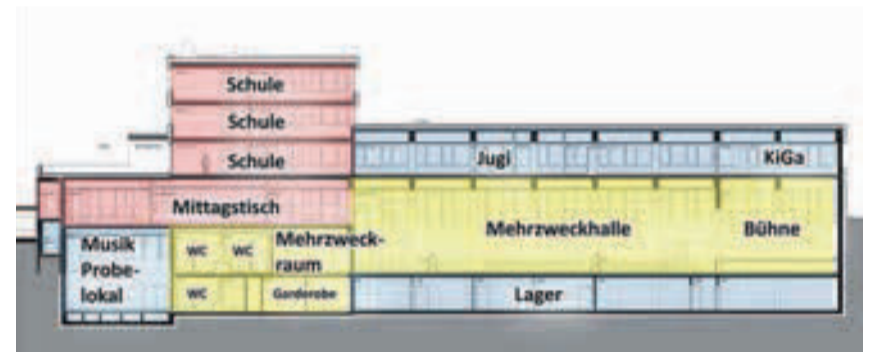 Schule
Schule
Schule
Jugi
KiGa
Mittagstisch
Musik
Probe-
lokal
WC
WC
Mehrzweck-
raum
Mehrzweckhalle
Bühne
WC
Garderobe
Lager